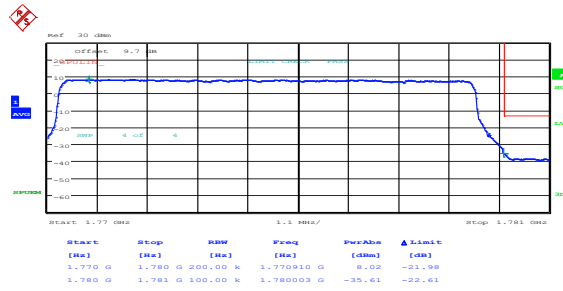 R S
Ref 30 dBm
Offset 9.7 dB
20
LIMIT CHECK PASS
10
0
1
AVG
-10
-20
SWP 4 of 4
-30
-40
-50
-60
Start 1.77 GHz 1.1 MHz/ Stop 1.781 GHz
Start Stop RBW Freq PwrAbs Δ Limit
[Hz] [Hz] [Hz] [Hz] [dBm] [dB]
1.770 G 1.780 G 200.00 k 1.770910 G 8.02 -21.98
1.780 G 1.781 G 100.00 k 1.780003 G -35.61 -22.61